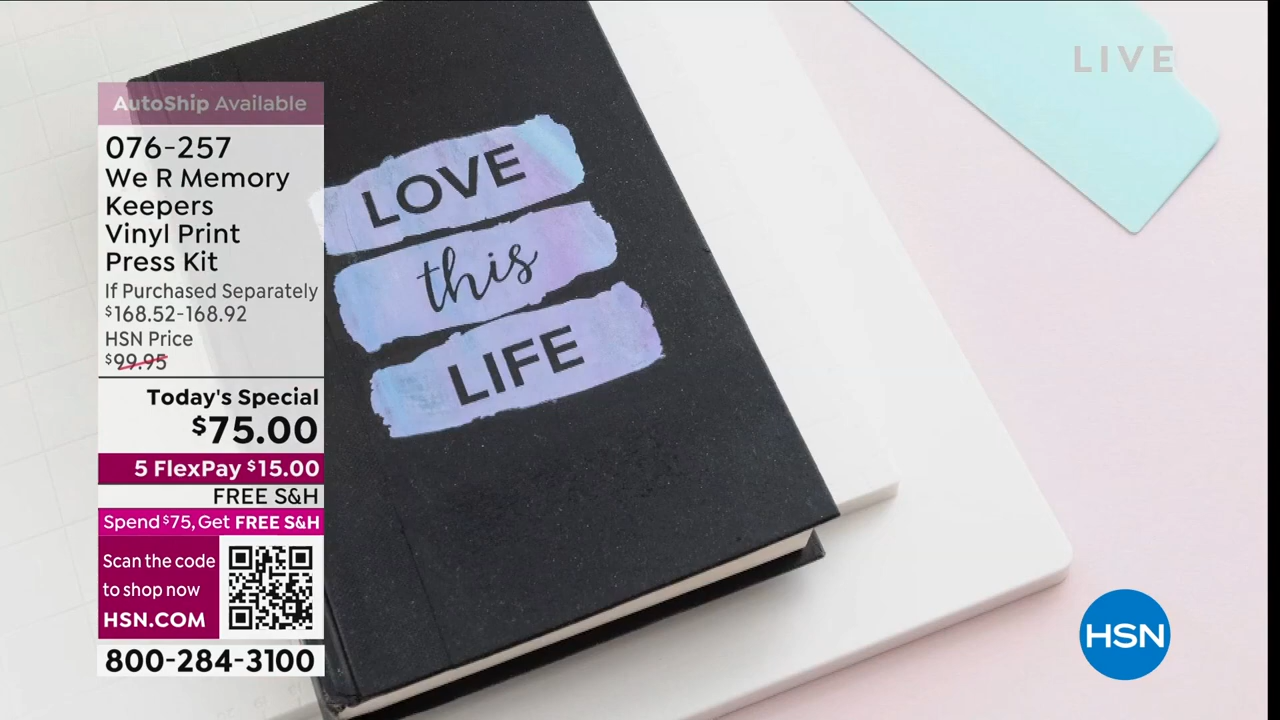 LIVE
AutoShip Available
076-257
We R Memory
Keepers
Vinyl Print
Press Kit
If Purchased Separately
$168.52-168.92
HSN Price
$99.95
Today's Special
$75.00
5 FlexPay $15.00
FREE S&H
Spend $75, Get FREE S&H
Scan the code
to shop now
HSN.COM
800-284-3100
LOVE
this
LIFE
HSN